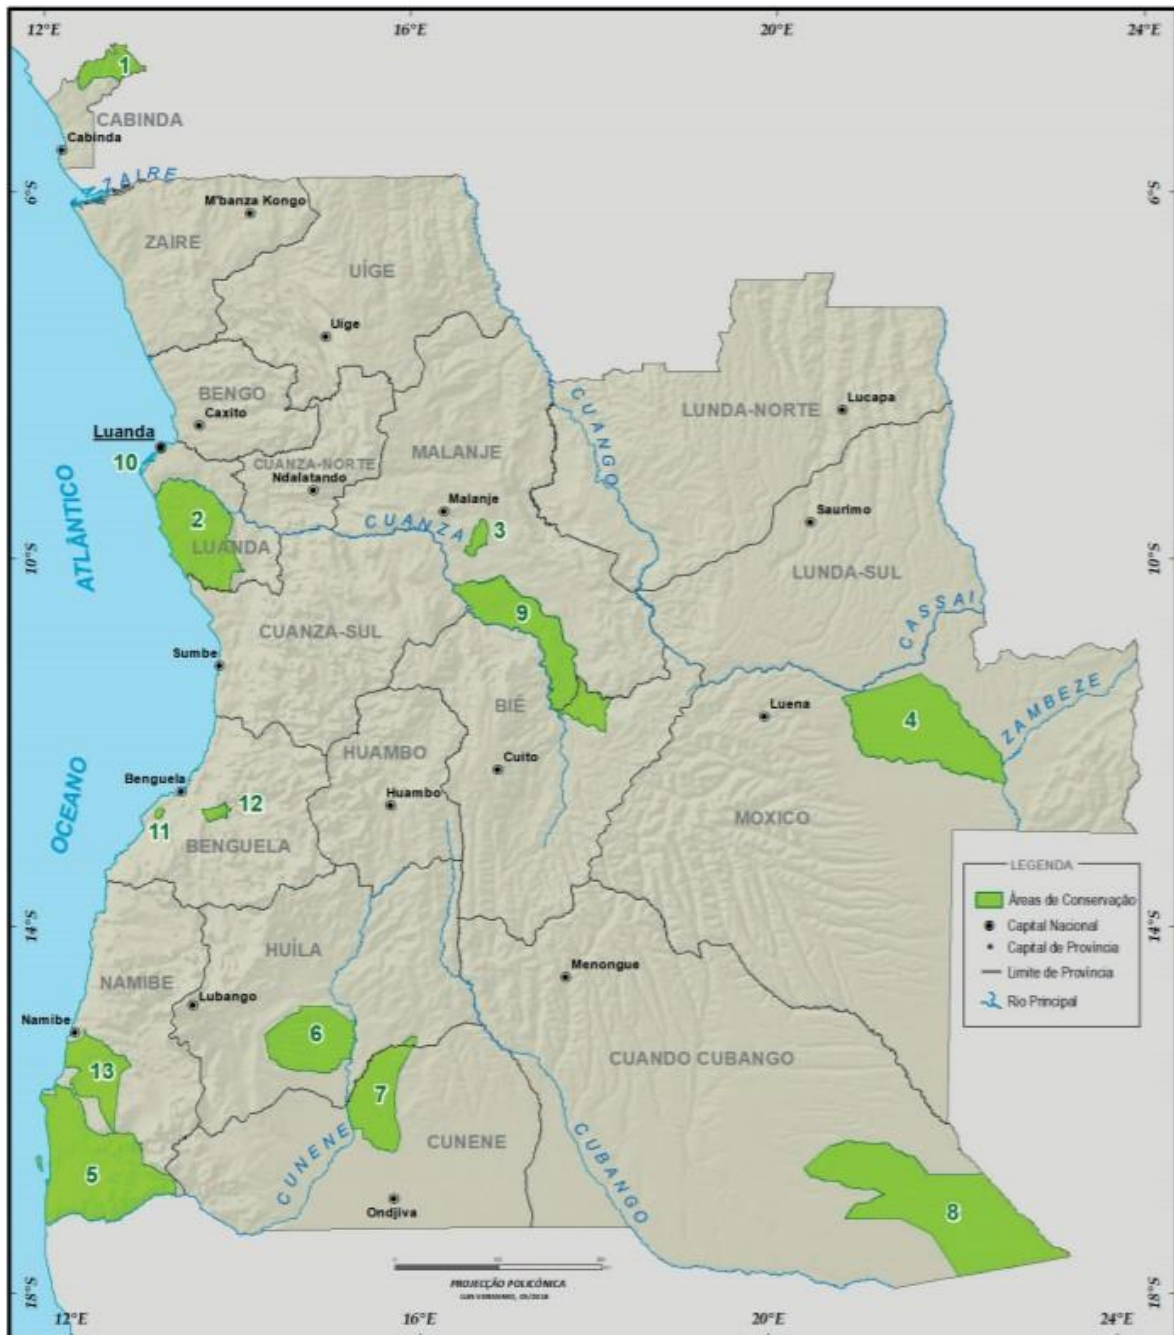 12°E 16°E 20°E 24°E
1
CABINDA
Cabinda
ZAIRE
6°S 6°S
M'banza Kongo
ZAIRE
UÍGE
Uíge
BENGO
Caxito
LUNDA-NORTE
Lucapa
CUANGO
Luanda
10
MALANJE
CUANZA-NORTE
Ndalatando
Malanje
CUANZA
Saurimo
2
3
LUANDA
ATLÂNTICO
10°S 10°S
LUNDA-SUL
CASSAI
9
CUANZA-SUL
Sumbe
ZAMBEZE
BIÉ
Luena
4
HUAMBO
Cuito
Benguela
Huambo
12
11
OCEANO
MOXICO
BENGUELA
LEGENDA
Áreas de Conservação
Capital Nacional
Capital de Província
Limite de Província
Rio Principal
14°S 14°S
HUÍLA
NAMIBE
Menongue
Lubango
Namibe
6
13
CUANDO CUBANGO
7
CUNENE
CUNENE
CUBANGO
5
Ondjiva
8
PROJECÇÃO POLICÓNICA
18°S 18°S
12°E 16°E 20°E 24°E